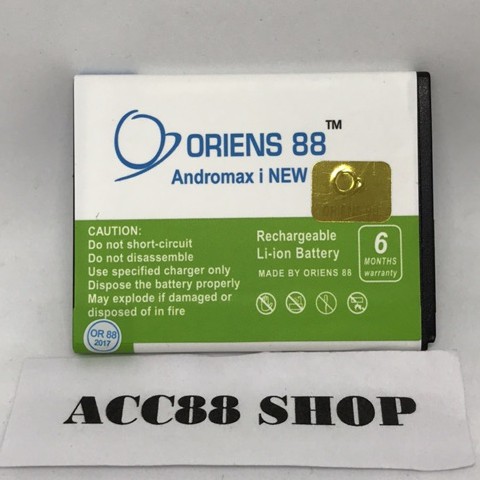 ORIENS 88™
Andromax i NEW
ORIENS
CAUTION:
Do not short-circuit
Do not disassemble
Use specified charger only
Dispose the battery properly
May explode if damaged or
disposed of in fire
Rechargeable
Li-ion Battery
MADE BY ORIENS 88
6
MONTHS
warranty
OR 88
2017
ACC88 SHOP